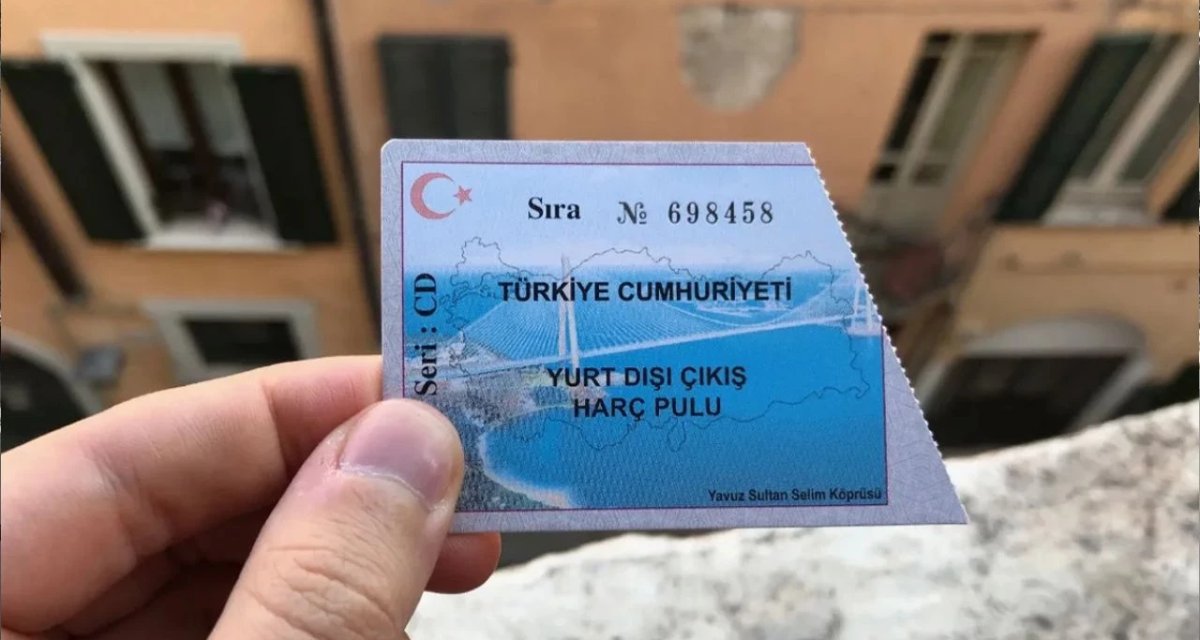 Sıra № 698458
Seri : CD
TÜRKİYE CUMHURİYETİ
YURT DIŞI ÇIKIŞ
HARÇ PULU
Yavuz Sultan Selim Köprüsü